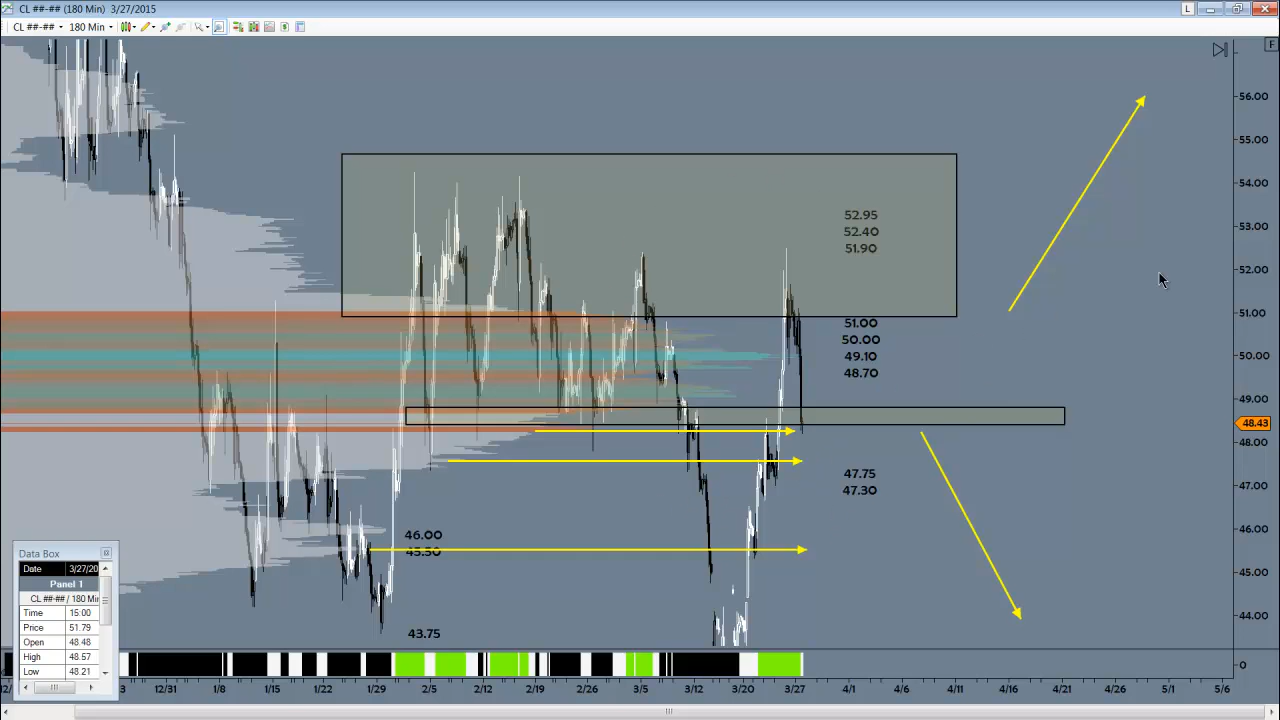 CL ##-## (180 Min) 3/27/2015
L
CL ##-## 180 Min
F
56.00
55.00
54.00
53.00
52.00
51.00
50.00
49.00
48.43
48.00
47.00
46.00
45.00
44.00
0
52.95
52.40
51.90
51.00
50.00
49.10
48.70
47.75
47.30
46.00
45.50
43.75
Data Box
Date 3/27/20
Panel 1
CL ##-## / 180 Min
Time 15:00
Price 51.79
Open 48.48
High 48.57
Low 48.21
12/31 1/8 1/15 1/22 1/29 2/5 2/12 2/19 2/26 3/5 3/12 3/20 3/27 4/1 4/6 4/11 4/16 4/21 4/26 5/1 5/6